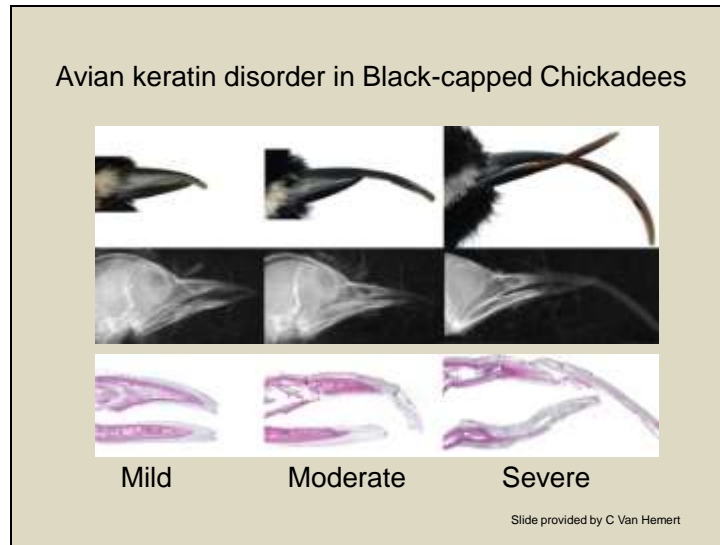 Avian keratin disorder in Black-capped Chickadees
Mild Moderate Severe
Slide provided by C Van Hemert